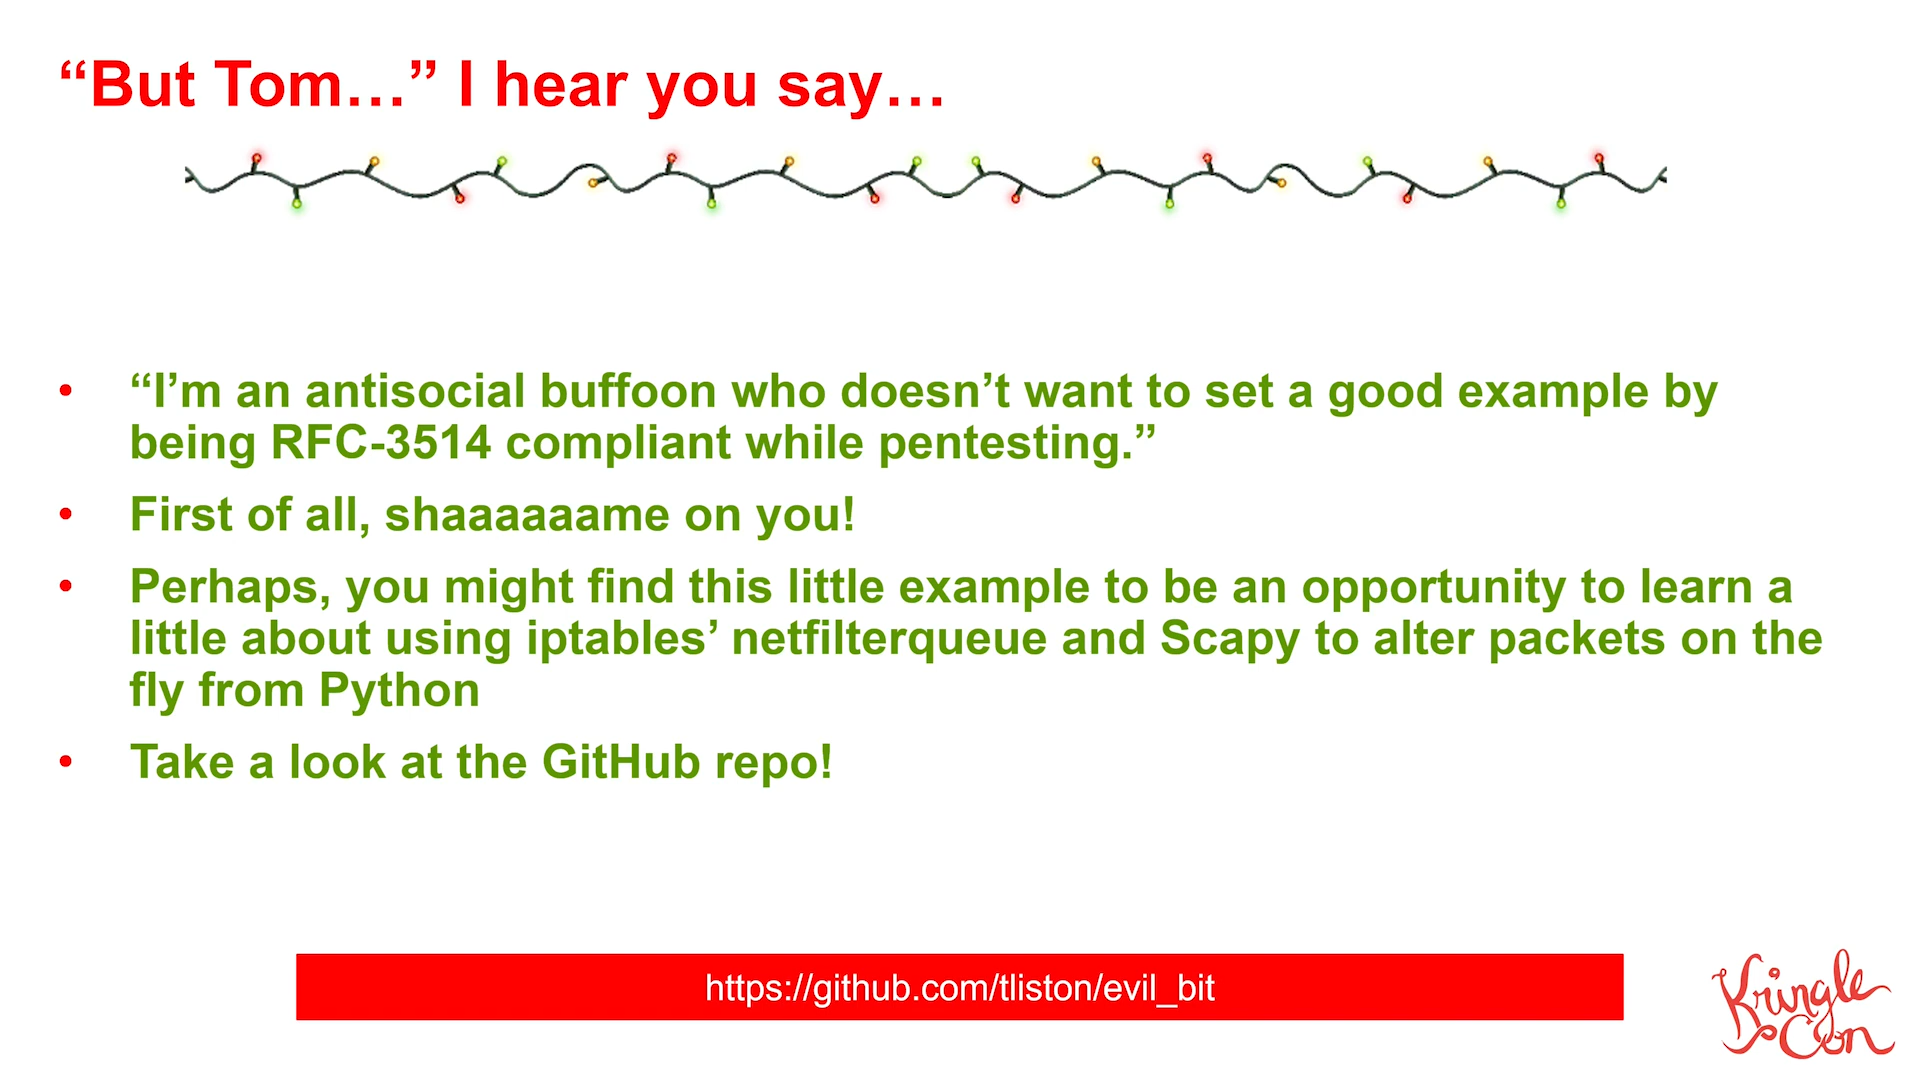 “But Tom…” I hear you say…
• “I’m an antisocial buffoon who doesn’t want to set a good example by
being RFC-3514 compliant while pentesting.”
• First of all, shaaaaaame on you!
• Perhaps, you might find this little example to be an opportunity to learn a
little about using iptables’ netfilterqueue and Scapy to alter packets on the
fly from Python
• Take a look at the GitHub repo!
https://github.com/tliston/evil_bit
Kringle
Con